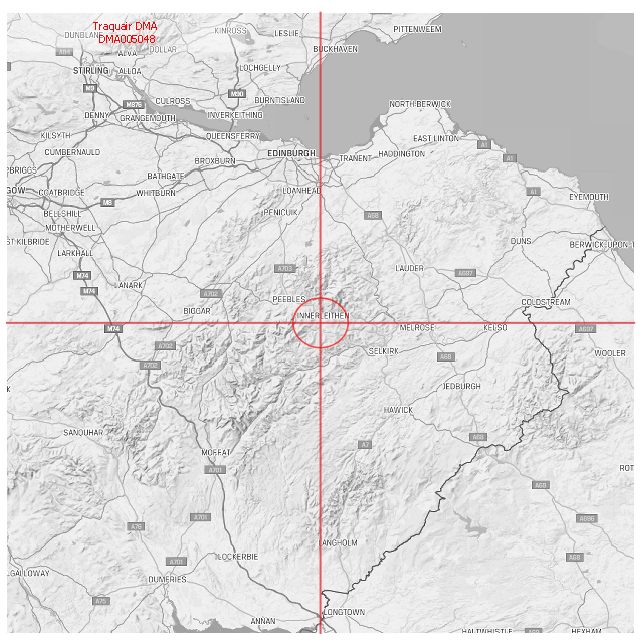 Traquair DMA
DMA005048
PITTENWEEM
KINROSS
LESLIE
DUNBLANE
BUCKHAVEN
DOLLAR
A84
ALVA
LOCHGELLY
STIRLING
ALLOA
M9
M90
CULROSS
BURNTISLAND
M876
NORTH BERWICK
DENNY
GRANGEMOUTH
INVERKEITHING
KILSYTH
QUEENSFERRY
EAST LINTON
A1
CUMBERNAULD
EDINBURGH
HADDINGTON
TRANENT
A1
BROXBURN
BRIGGS
BATHGATE
GOW
COATBRIDGE
WHITBURN
LOANHEAD
A1
EYEMOUTH
M8
BELLSHILL
PENICUIK
A68
MOTHERWELL
ST KILBRIDE
DUNS
BERWICK-UPON-T
LARKHALL
A703
LAUDER
A697
M74
LANARK
M74
A702
PEEBLES
COLDSTREAM
BIGGAR
INNERLEITHEN
M74
MELROSE
KELSO
A697
A702
SELKIRK
A68
WOOLER
A702
JEDBURGH
K
HAWICK
SANQUHAR
A68
A7
MOFFAT
A701
ROT
A68
A701
A696
A76
ANGHOLM
LOCKERBIE
A68
A701
GALLOWAY
DUMFRIES
A75
LONGTOWN
ANNAN
HALTWHISTLE
A69
HEXHAM